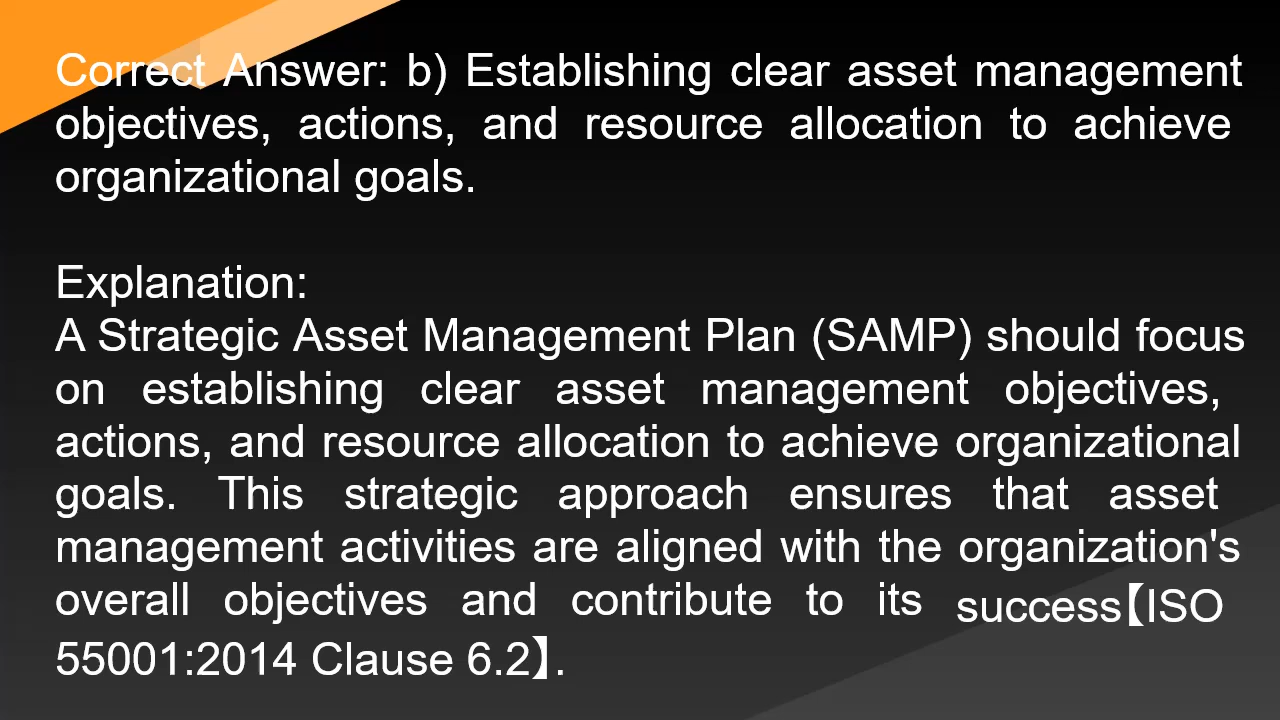 Correct Answer: b) Establishing clear asset management
objectives, actions, and resource allocation to achieve
organizational goals.
Explanation:
A Strategic Asset Management Plan (SAMP) should focus
on establishing clear asset management objectives,
actions, and resource allocation to achieve organizational
goals. This strategic approach ensures that asset
management activities are aligned with the organization's
overall objectives and contribute to its success【ISO
55001:2014 Clause 6.2】.